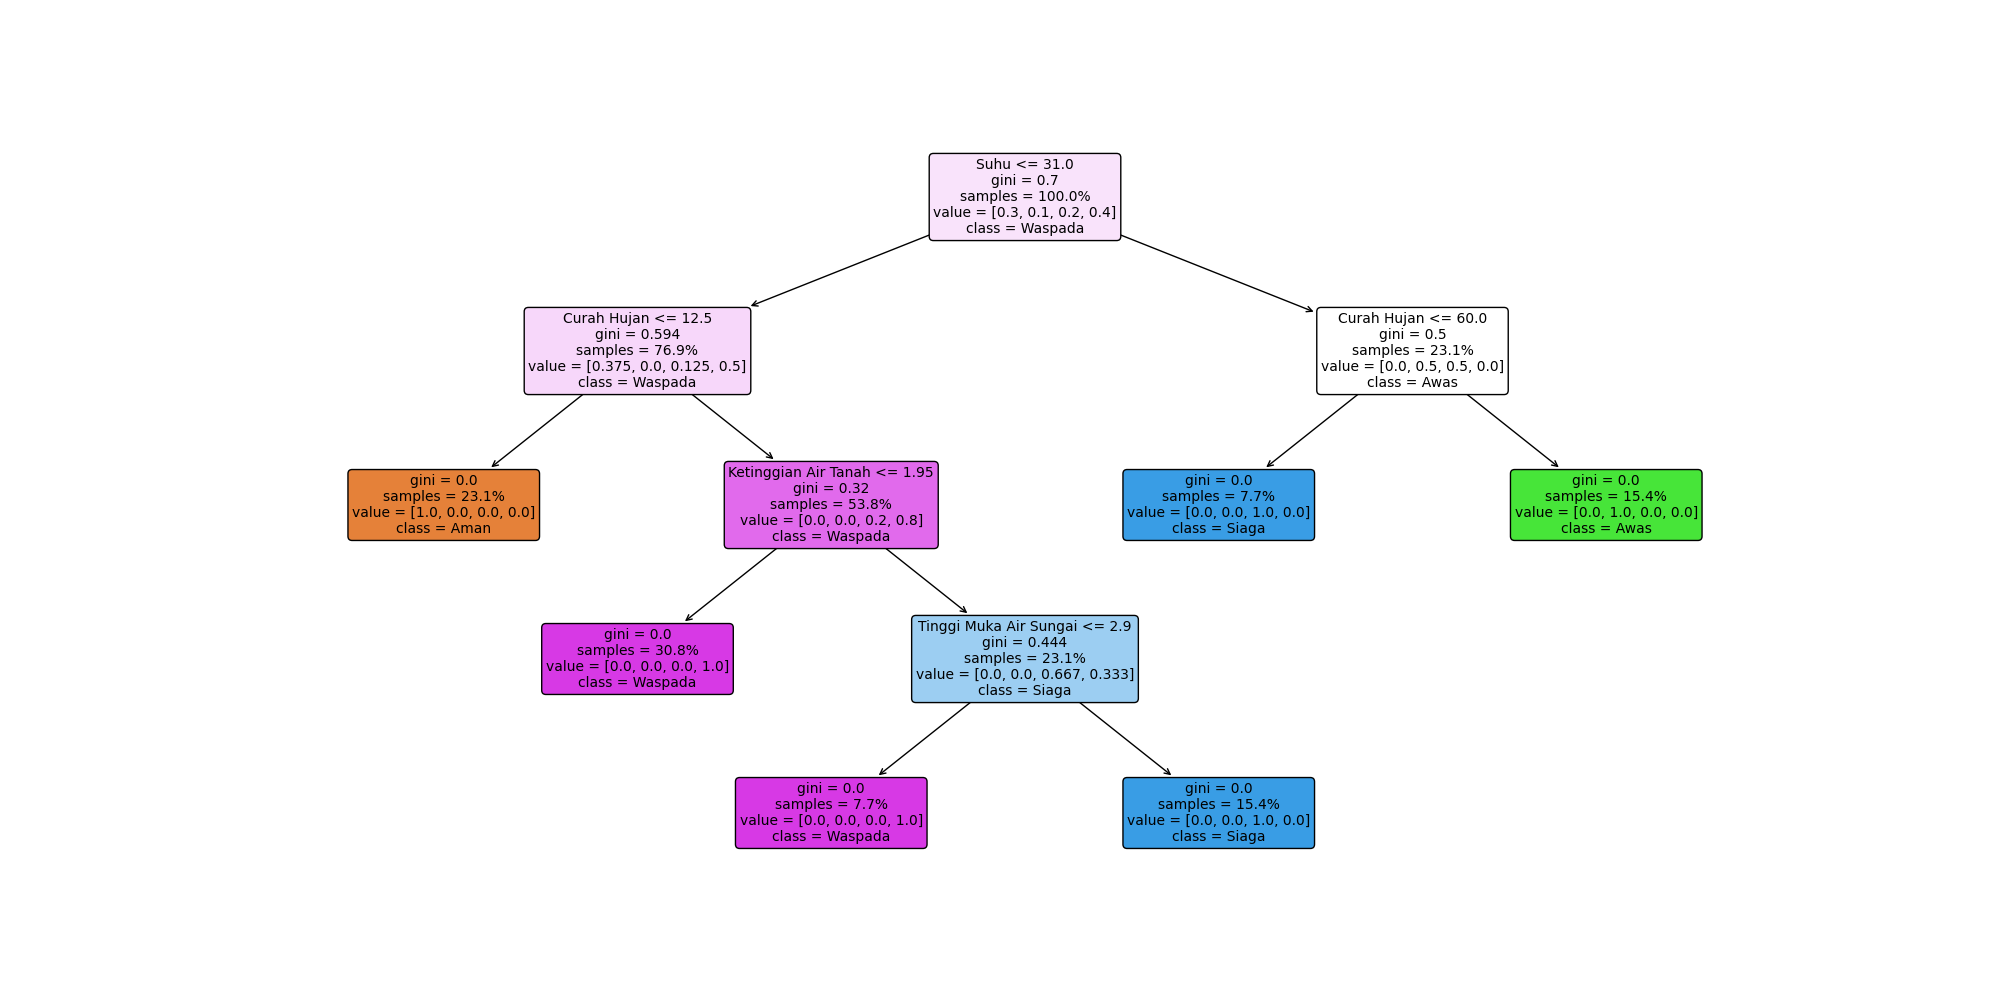 Suhu <= 31.0
gini = 0.7
samples = 100.0%
value = [0.3, 0.1, 0.2, 0.4]
class = Waspada
Curah Hujan <= 12.5
gini = 0.594
samples = 76.9%
value = [0.375, 0.0, 0.125, 0.5]
class = Waspada
Curah Hujan <= 60.0
gini = 0.5
samples = 23.1%
value = [0.0, 0.5, 0.5, 0.0]
class = Awas
gini = 0.0
samples = 23.1%
value = [1.0, 0.0, 0.0, 0.0]
class = Aman
Ketinggian Air Tanah <= 1.95
gini = 0.32
samples = 53.8%
value = [0.0, 0.0, 0.2, 0.8]
class = Waspada
gini = 0.0
samples = 7.7%
value = [0.0, 0.0, 1.0, 0.0]
class = Siaga
gini = 0.0
samples = 15.4%
value = [0.0, 1.0, 0.0, 0.0]
class = Awas
gini = 0.0
samples = 30.8%
value = [0.0, 0.0, 0.0, 1.0]
class = Waspada
Tinggi Muka Air Sungai <= 2.9
gini = 0.444
samples = 23.1%
value = [0.0, 0.0, 0.667, 0.333]
class = Siaga
gini = 0.0
samples = 7.7%
value = [0.0, 0.0, 0.0, 1.0]
class = Waspada
gini = 0.0
samples = 15.4%
value = [0.0, 0.0, 1.0, 0.0]
class = Siaga